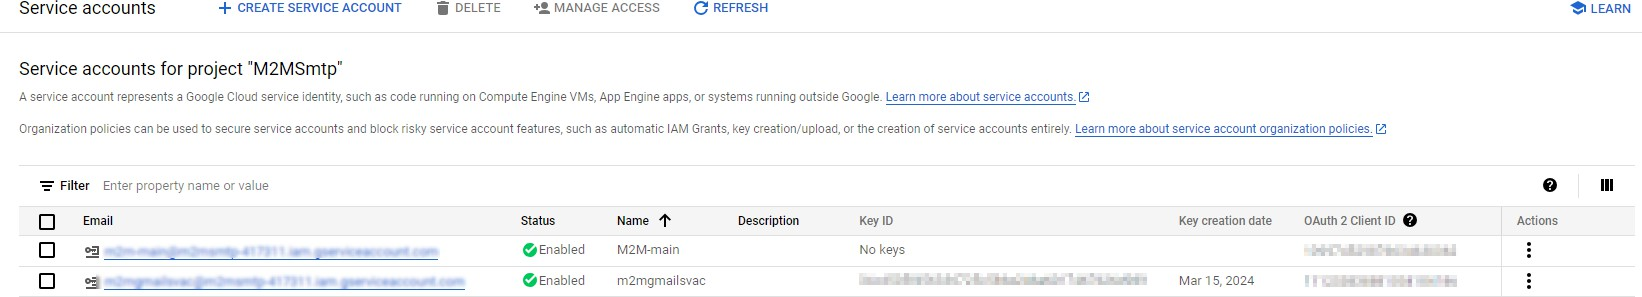 Service accounts CREATE SERVICE ACCOUNT DELETE MANAGE ACCESS REFRESH LEARN
Service accounts for project "M2MSmtp"
A service account represents a Google Cloud service identity, such as code running on Compute Engine VMs, App Engine apps, or systems running outside Google. Learn more about service accounts.
Organization policies can be used to secure service accounts and block risky service account features, such as automatic IAM Grants, key creation/upload, or the creation of service accounts entirely. Learn more about service account organization policies.
Filter Enter property name or value
Email Status Name Description Key ID Key creation date OAuth 2 Client ID Actions
Enabled M2M-main No keys
Enabled m2mgmailsvac Mar 15, 2024